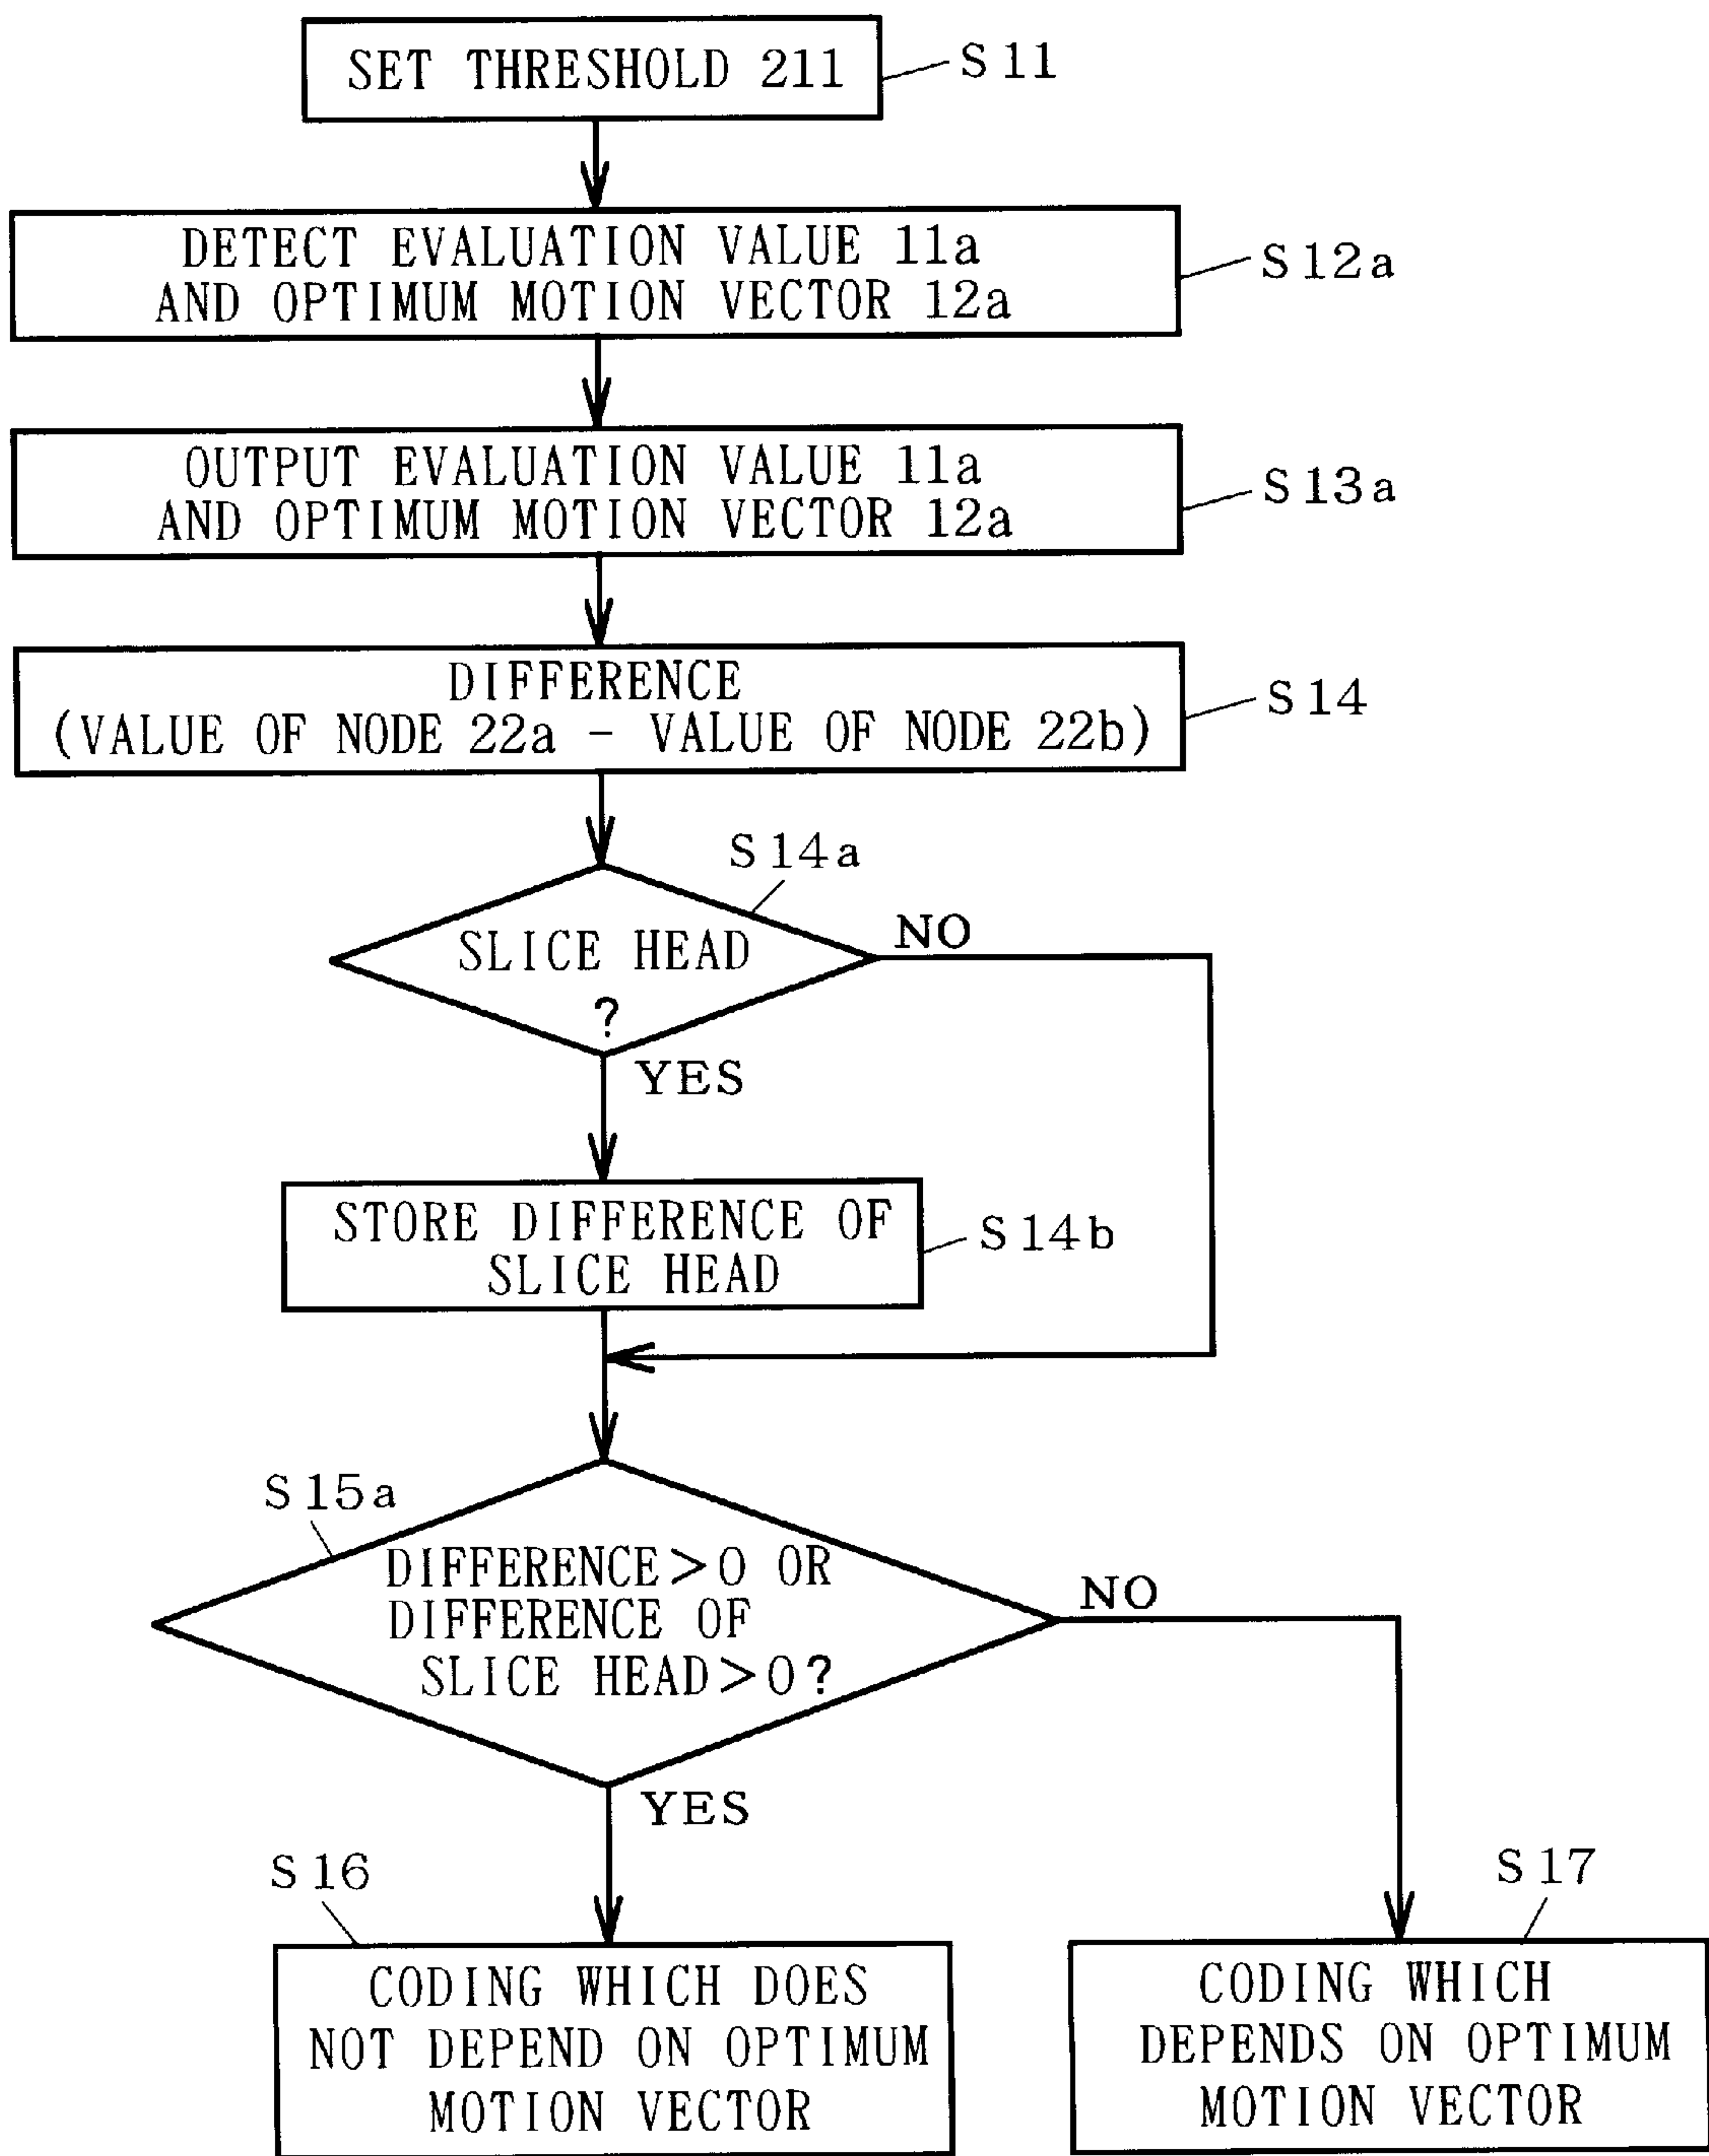 SET THRESHOLD 211
S11
DETECT EVALUATION VALUE 11a
AND OPTIMUM MOTION VECTOR 12a
S12a
OUTPUT EVALUATION VALUE 11a
AND OPTIMUM MOTION VECTOR 12a
S13a
DIFFERENCE
(VALUE OF NODE 22a - VALUE OF NODE 22b)
S14
S14a
SLICE HEAD
?
NO
YES
STORE DIFFERENCE OF
SLICE HEAD
S14b
S15a
DIFFERENCE>0 OR
DIFFERENCE OF
SLICE HEAD>0?
NO
YES
S16
CODING WHICH DOES
NOT DEPEND ON OPTIMUM
MOTION VECTOR
S17
CODING WHICH
DEPENDS ON OPTIMUM
MOTION VECTOR